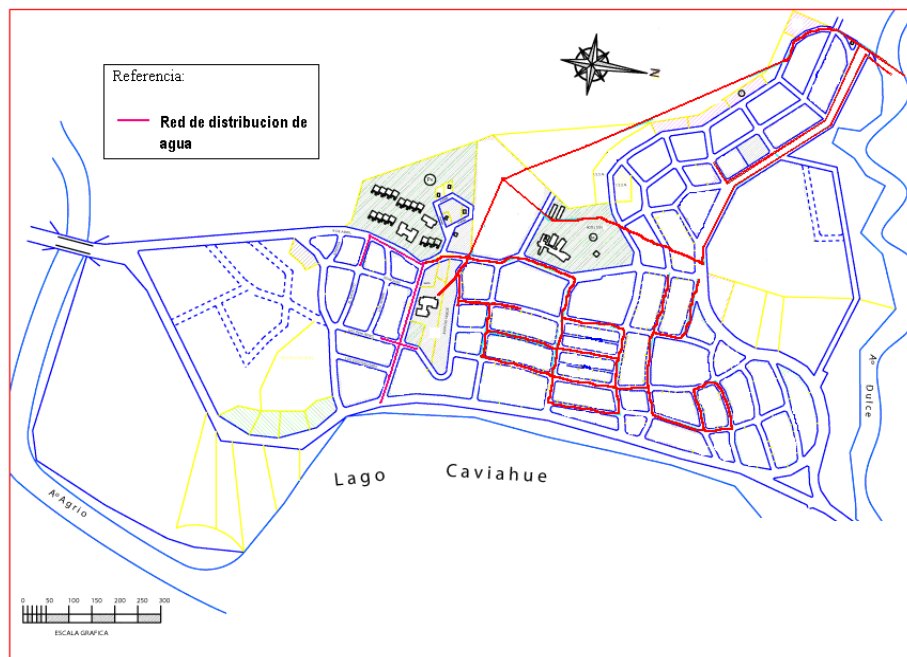 Referencia:
Red de distribucion de
agua
N
Aº Dulce
Lago Caviahue
Aº Agrio
0 50 100 150 200 250 300
ESCALA GRAFICA